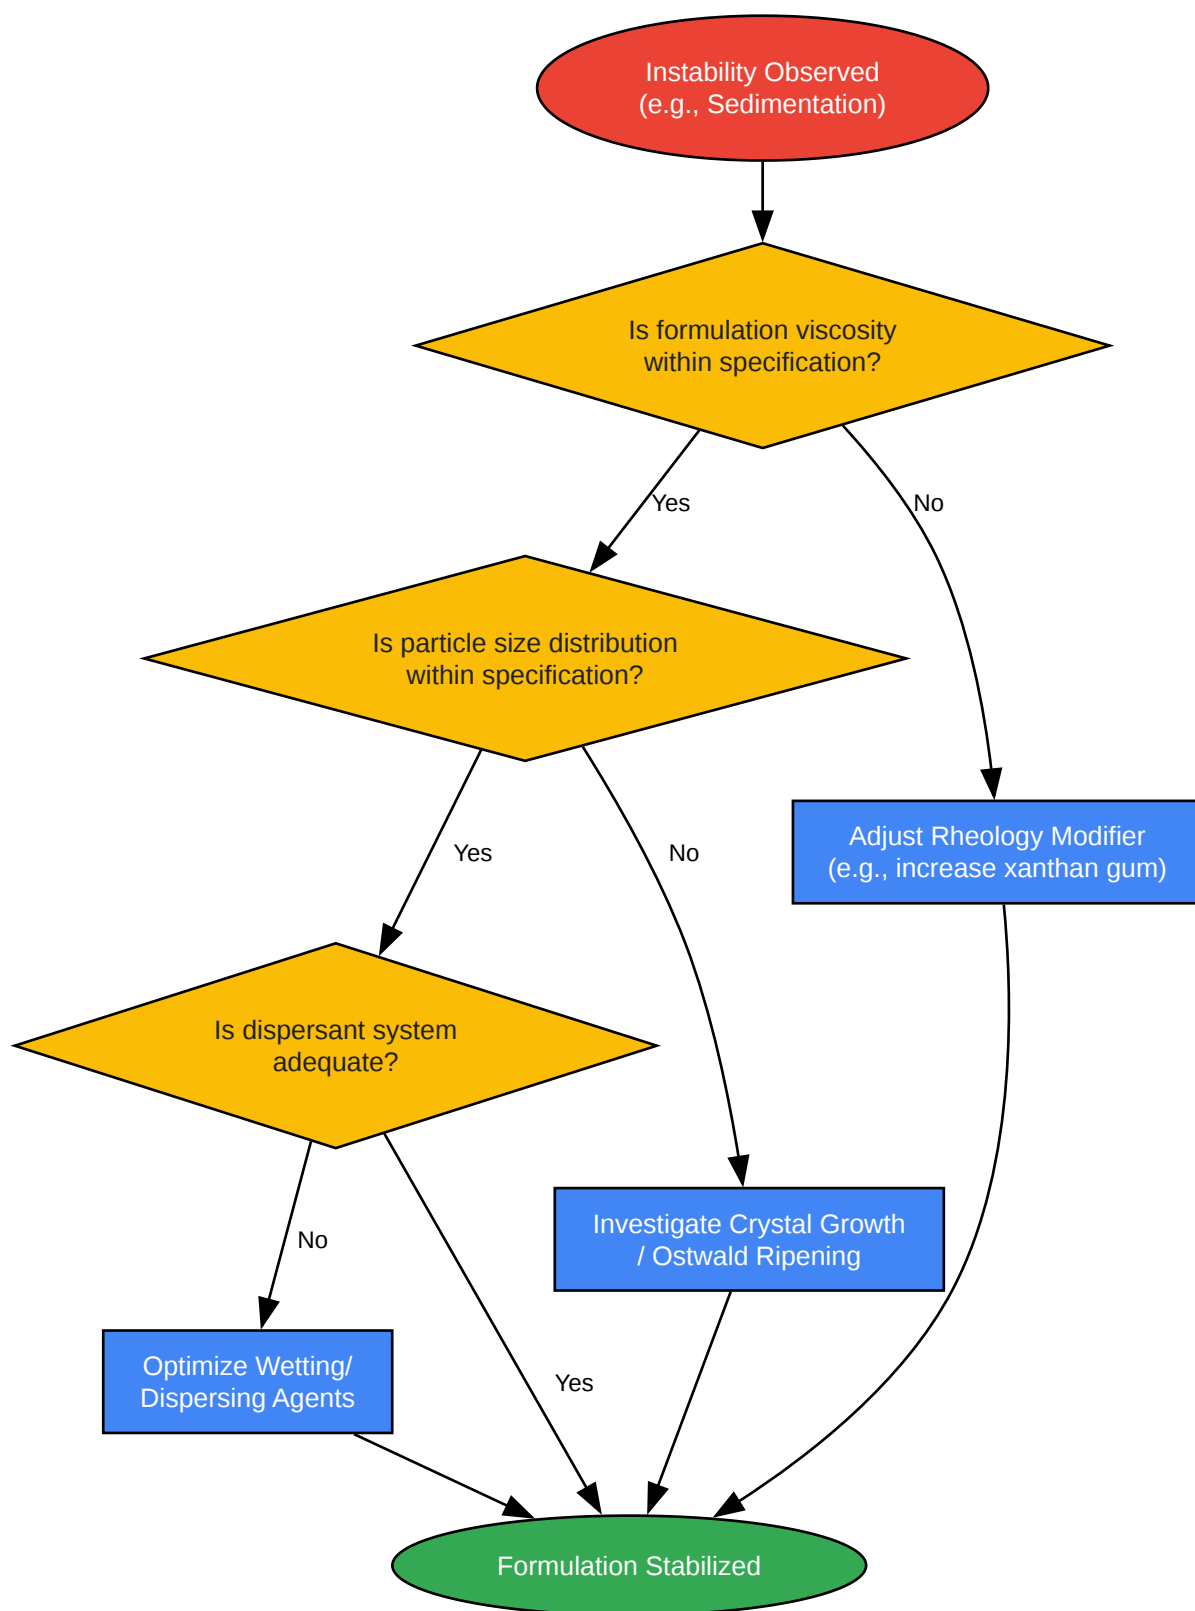 Instability Observed
(e.g., Sedimentation)
Is formulation viscosity
within specification?
Yes
No
Is particle size distribution
within specification?
Yes
No
Adjust Rheology Modifier
(e.g., increase xanthan gum)
Is dispersant system
adequate?
No
Yes
Investigate Crystal Growth
/ Ostwald Ripening
Optimize Wetting/
Dispersing Agents
Formulation Stabilized